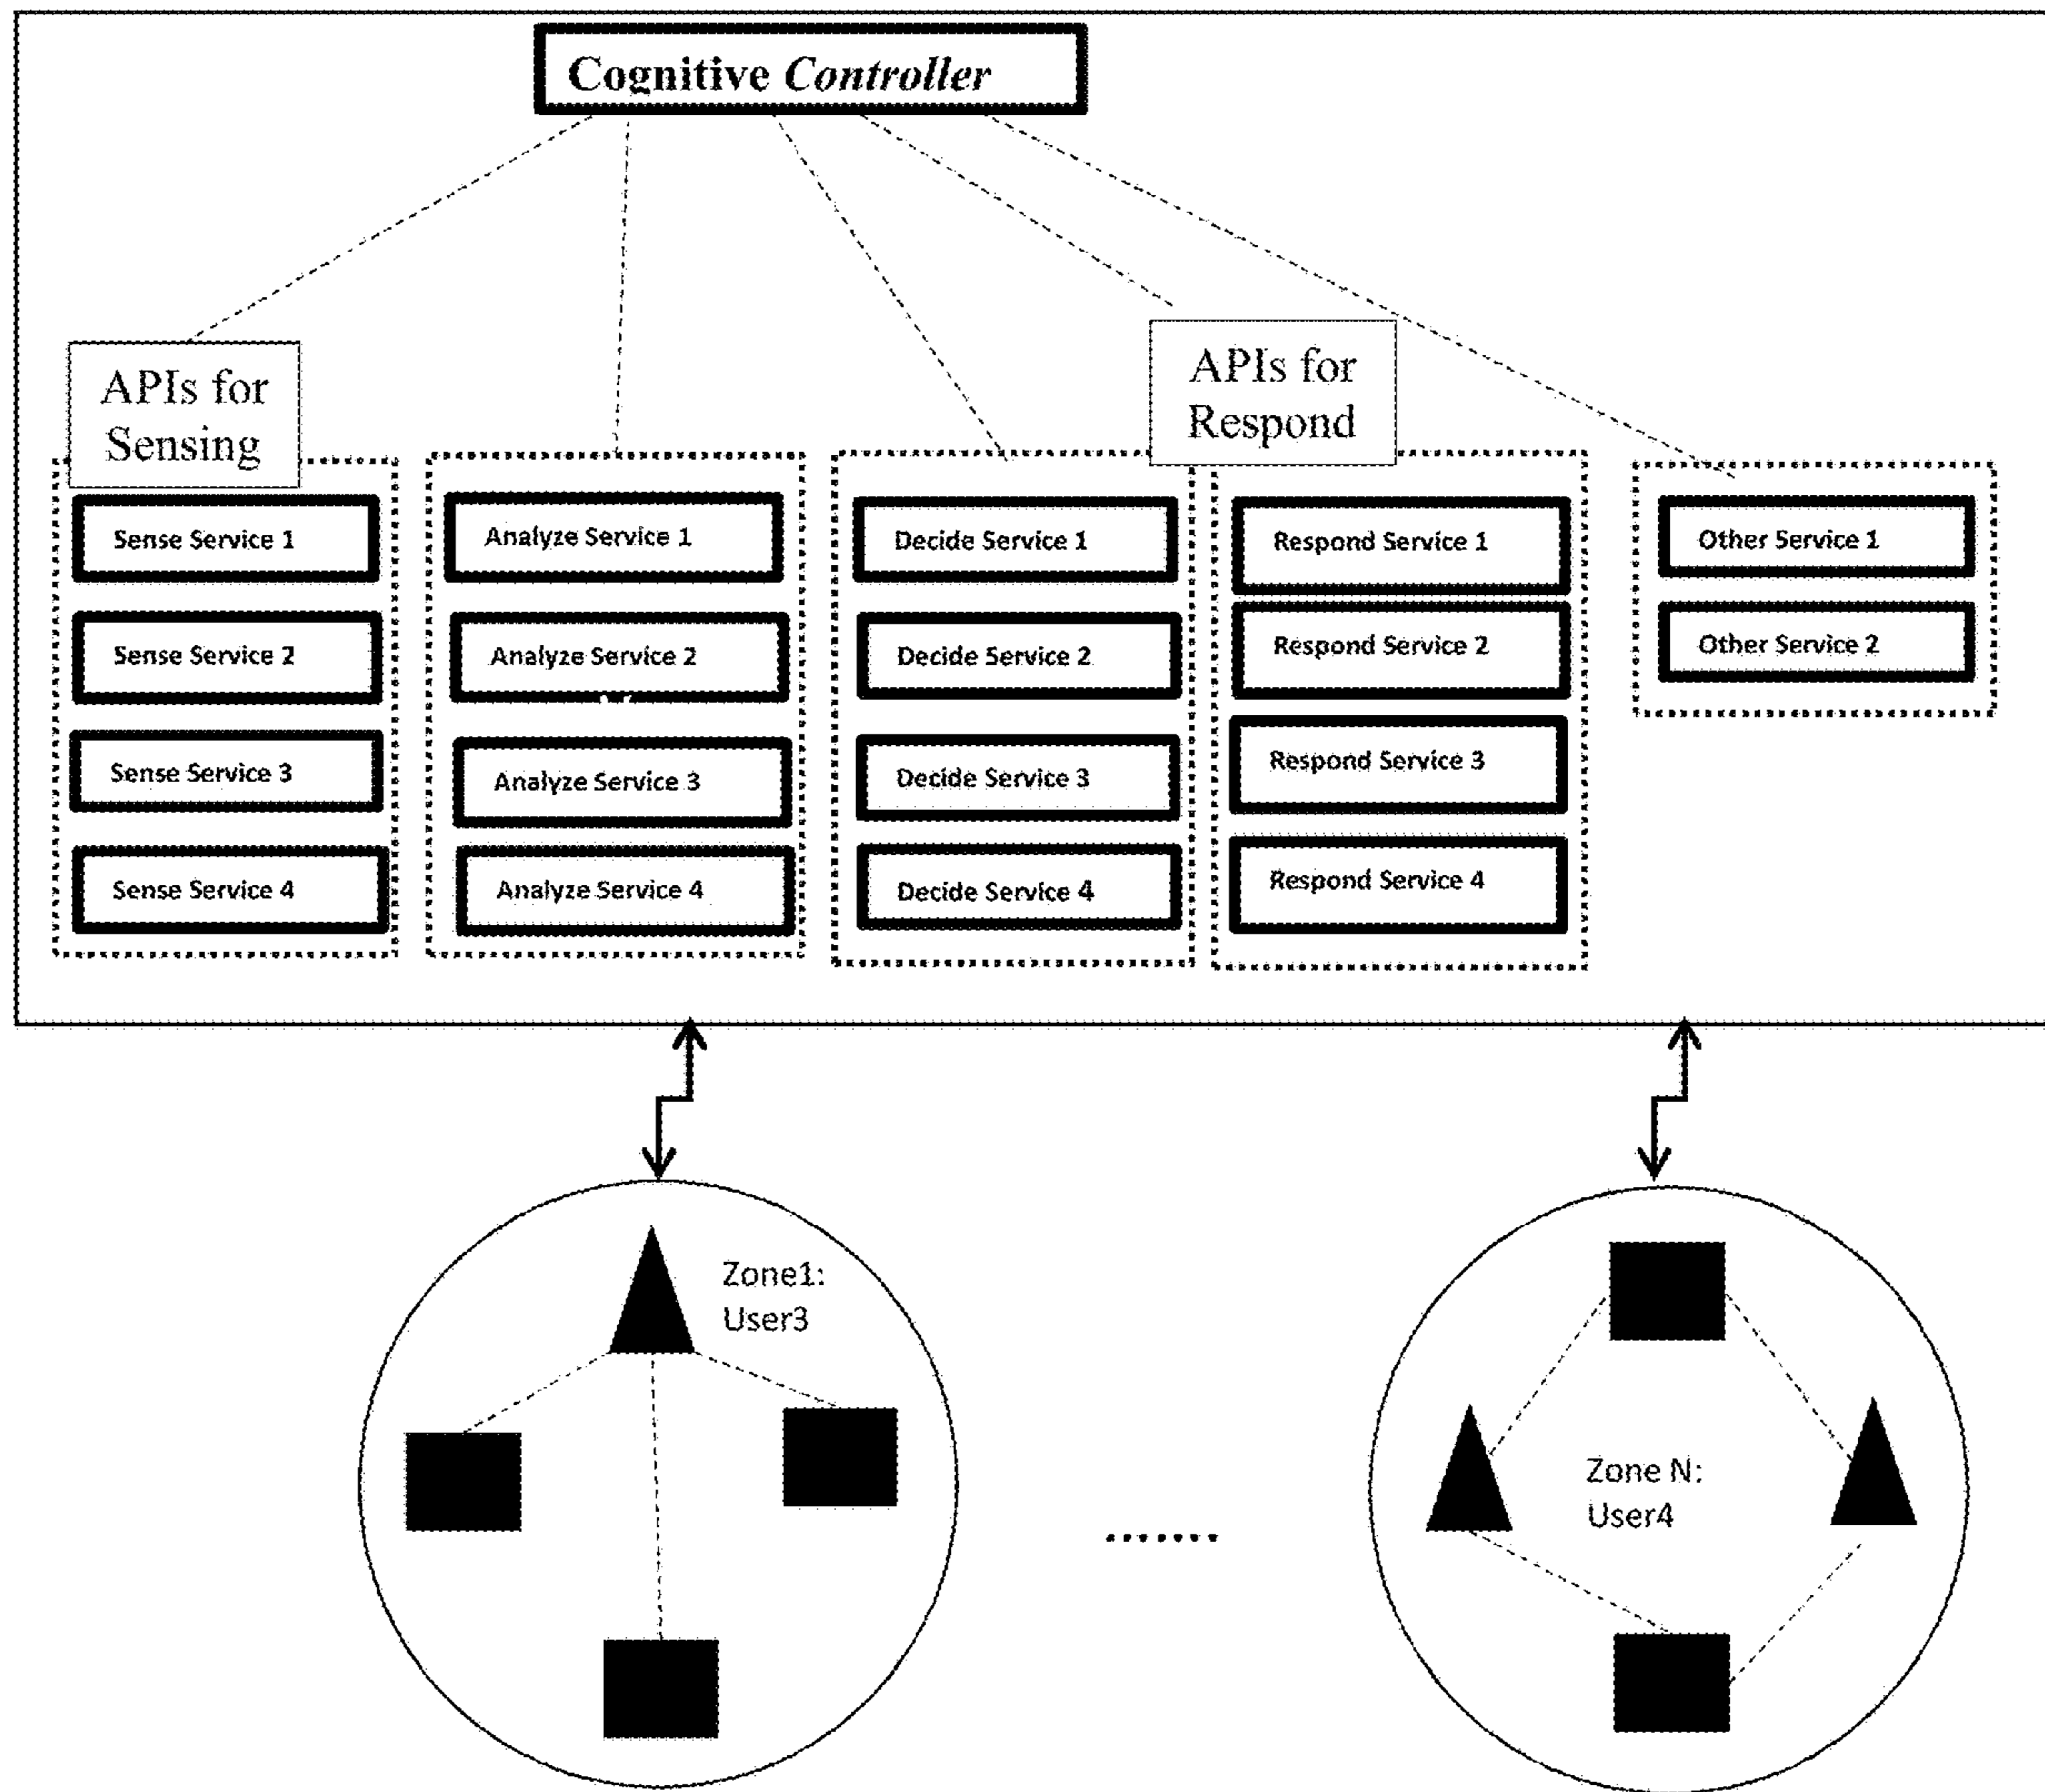 Cognitive Controller
APIs for
Sensing
APIs for
Respond
Sense Service 1
Sense Service 2
Sense Service 3
Sense Service 4
Analyze Service 1
Analyze Service 2
Analyze Service 3
Analyze Service 4
Decide Service 1
Decide Service 2
Decide Service 3
Decide Service 4
Respond Service 1
Respond Service 2
Respond Service 3
Respond Service 4
Other Service 1
Other Service 2
Zone1:
User3
.......
Zone N:
User4